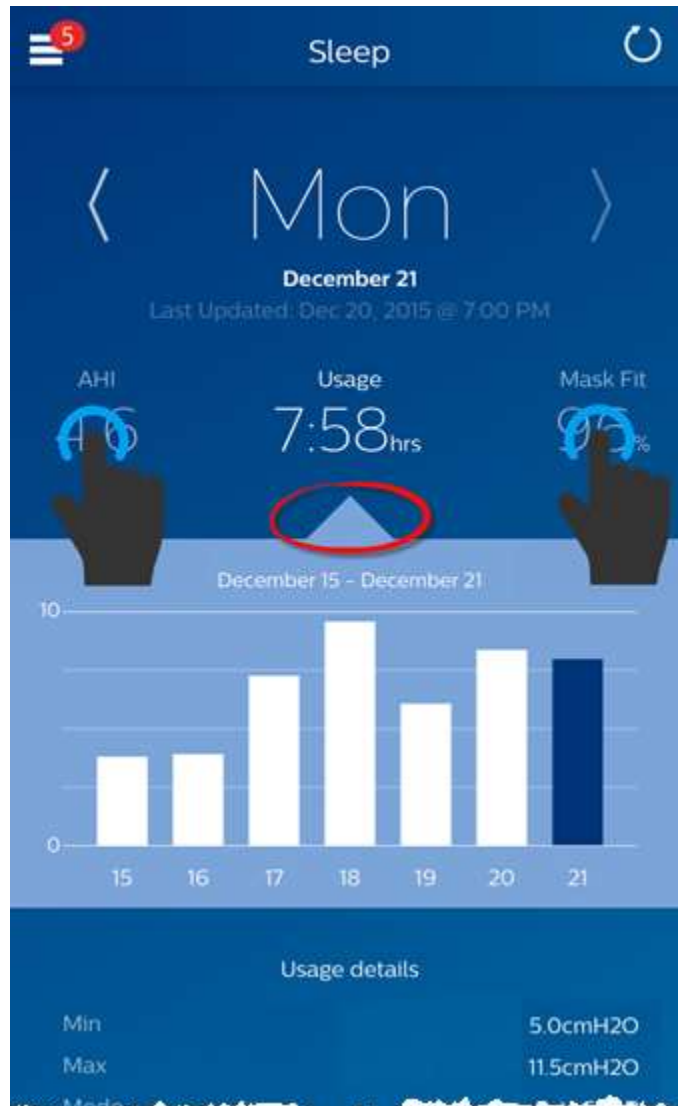 5
Sleep
Mon
December 21
Last Updated: Dec 20, 2015 @ 7:00 PM
AHI Usage Mask Fit
7:58hrs %
December 15 - December 21
10
0
15 16 17 18 19 20 21
Usage details
Min 5.0cmH2O
Max 11.5cmH2O